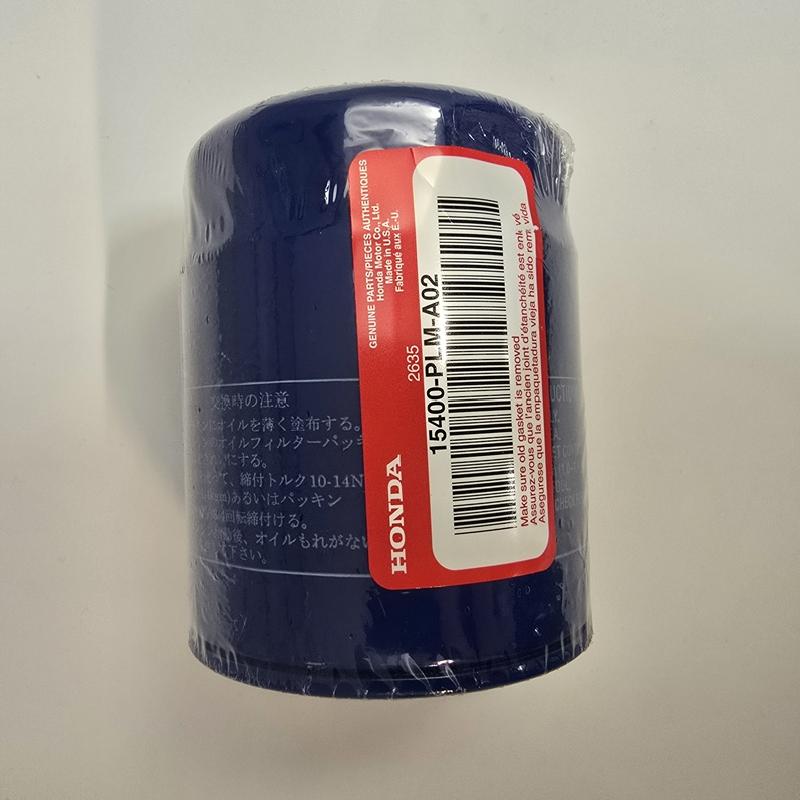 GENUINE PARTS/PIECES AUTHENTIQUES
Honda Motor Co., Ltd.
Made in U.S.A.
Fabriqué aux É.-U.
HONDA
2635
15400-PLM-A02
Make sure old gasket is removed
Assurez-vous que l'ancien joint d'étanchéité est enlevé
Asegurese que la empaquetadura vieja ha sido removida
交換時の注意
にオイルを薄く塗布する。
のオイルフィルターパッキ
にする。
て、締付トルク10-14N
あるいはパッキン
回転締付ける。
後、オイルもれがない
下さい。